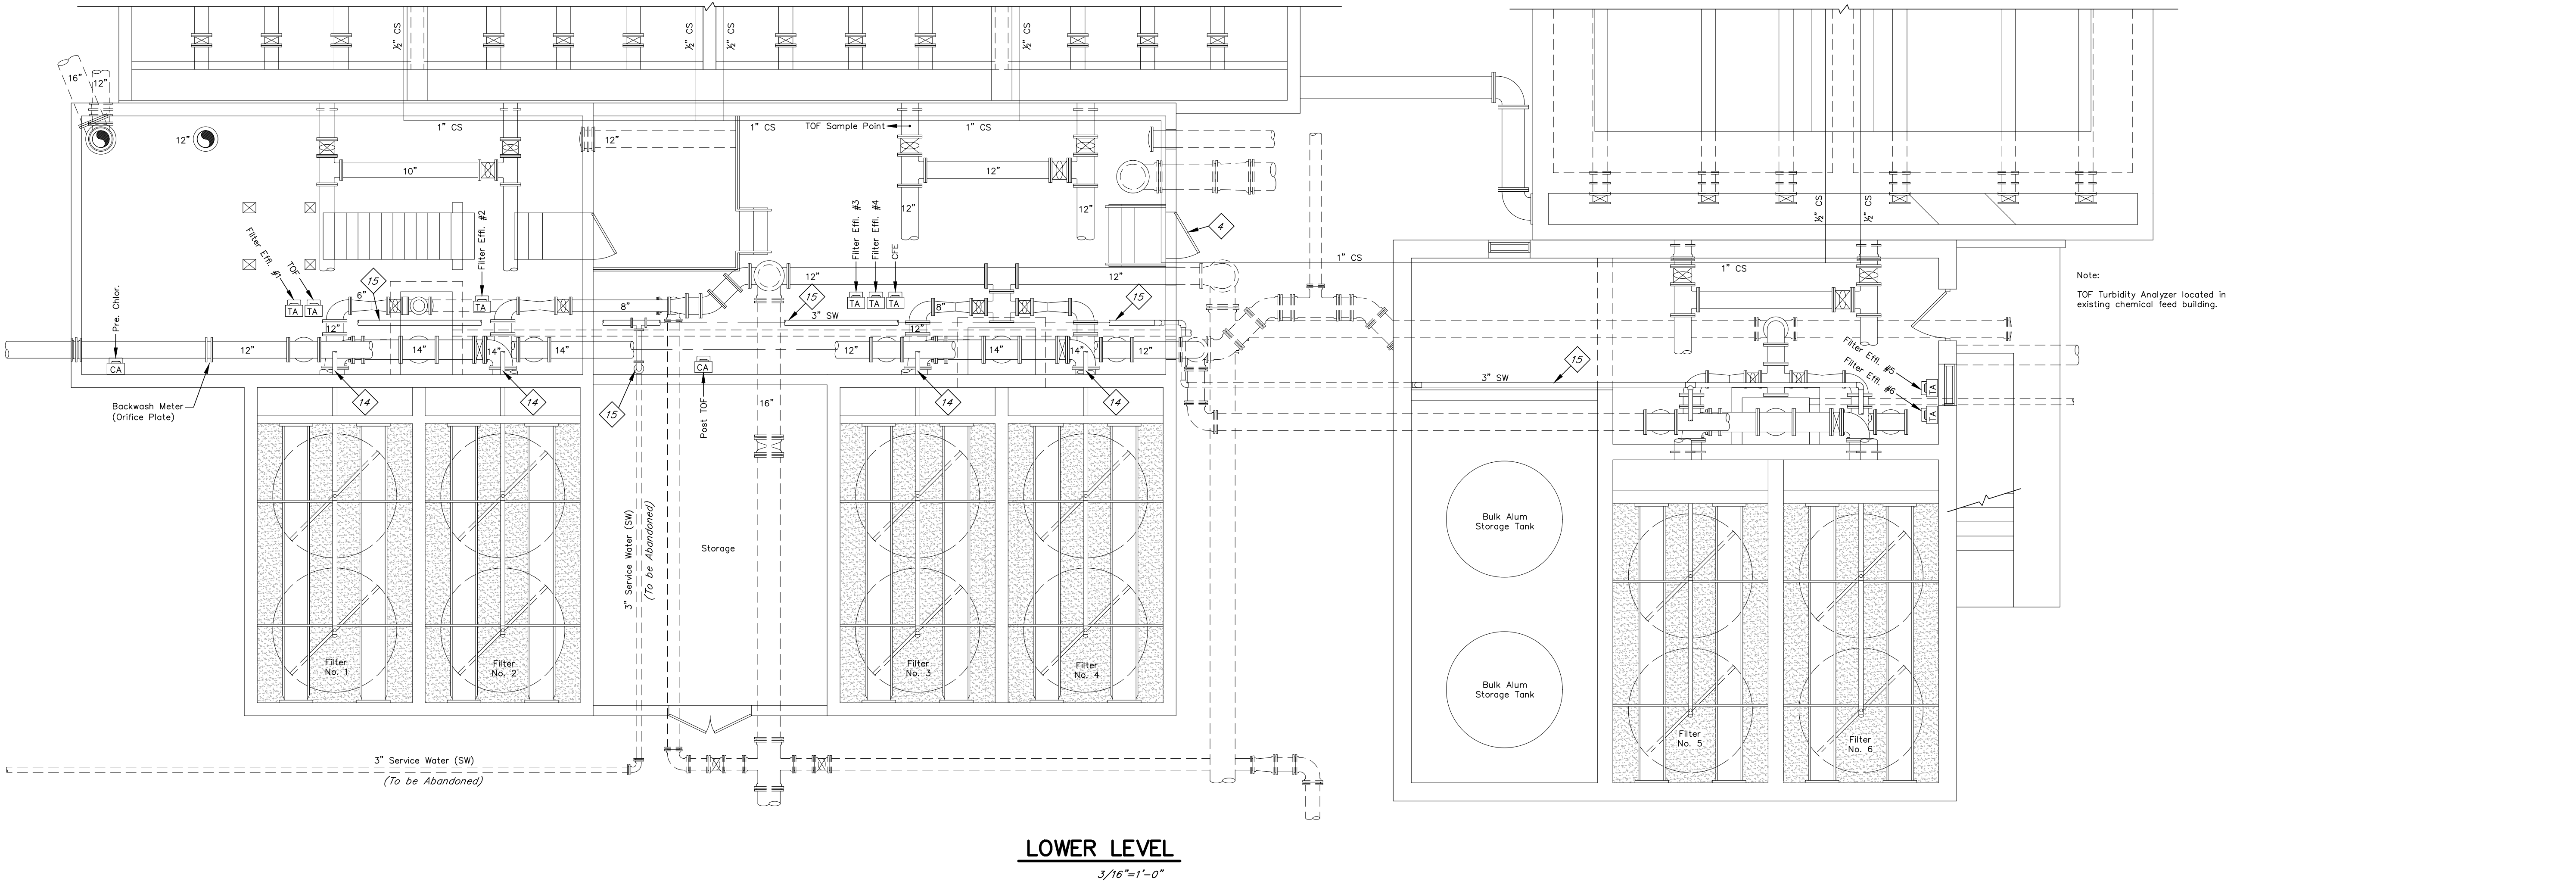 ½" CS
½" CS
½" CS
½" CS
16"
12"
12"
1" CS
12"
1" CS
TOF Sample Point
1" CS
10"
12"
12"
12"
½" CS
½" CS
Filter Effl. #1
TOF
Filter Effl. #2
Filter Effl. #3
Filter Effl. #4
CFE
4
1" CS
1" CS
Note:
TOF Turbidity Analyzer located in
existing chemical feed building.
15
6"
TA
TA
TA
8"
12"
15
3" SW
TA
TA
TA
8"
12"
15
Pre. Chlor.
CA
12"
12"
14"
14"
14"
12"
12"
14"
14"
12"
Filter Effl. #5
Filter Effl. #6
TA
TA
3" SW
15
Backwash Meter
(Orifice Plate)
14
14
15
CA
Post TOF
16"
14
14
3" Service Water (SW)
(To be Abandoned)
Storage
Bulk Alum
Storage Tank
Bulk Alum
Storage Tank
Filter
No. 1
Filter
No. 2
Filter
No. 3
Filter
No. 4
Filter
No. 5
Filter
No. 6
3" Service Water (SW)
(To be Abandoned)
LOWER LEVEL
3/16"=1'-0"